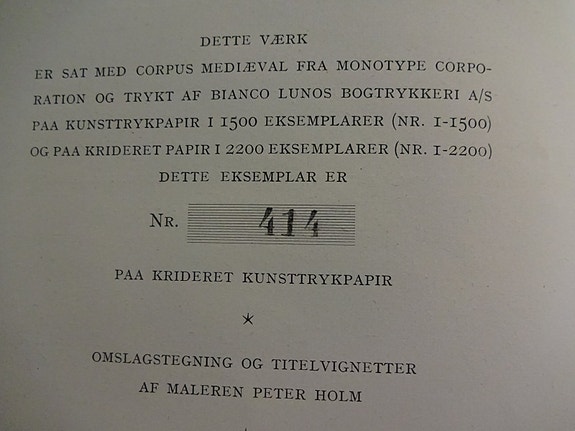 DETTE VÆRK
ER SAT MED CORPUS MEDIÆVAL FRA MONOTYPE CORPO-
RATION OG TRYKT AF BIANCO LUNOS BOGTRYKKERI A/S
PAA KUNSTTRYKPAPIR I 1500 EKSEMPLARER (NR. 1-1500)
OG PAA KRIDERET PAPIR I 2200 EKSEMPLARER (NR. 1-2200)
DETTE EKSEMPLAR ER
NR. 414
PAA KRIDERET KUNSTTRYKPAPIR
*
OMSLAGSTEGNING OG TITELVIGNETTER
AF MALEREN PETER HOLM